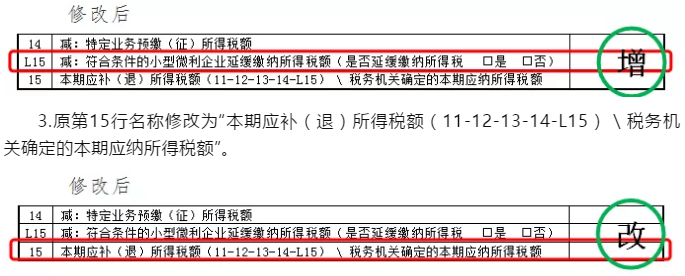 修改后
14 减：特定业务预缴（征）所得税额
L15 减：符合条件的小型微利企业延缓缴纳所得税额（是否延缓缴纳所得税 □是 □否）
15 本期应补（退）所得税额（11-12-13-14-L15）\ 税务机关确定的本期应纳所得税额
增
3.原第15行名称修改为“本期应补（退）所得税额（11-12-13-14-L15）\ 税务机
关确定的本期应纳所得税额”。
修改后
14 减：特定业务预缴（征）所得税额
L15 减：符合条件的小型微利企业延缓缴纳所得税额（是否延缓缴纳所得税 □是 □否）
15 本期应补（退）所得税额（11-12-13-14-L15）\ 税务机关确定的本期应纳所得税额
改